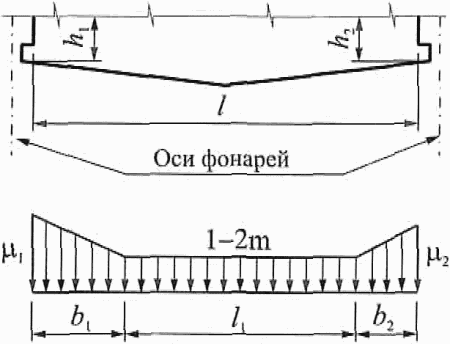 h₁ h₂
l
Оси фонарей
1–2m
μ₁ μ₂
b₁ l₁ b₂